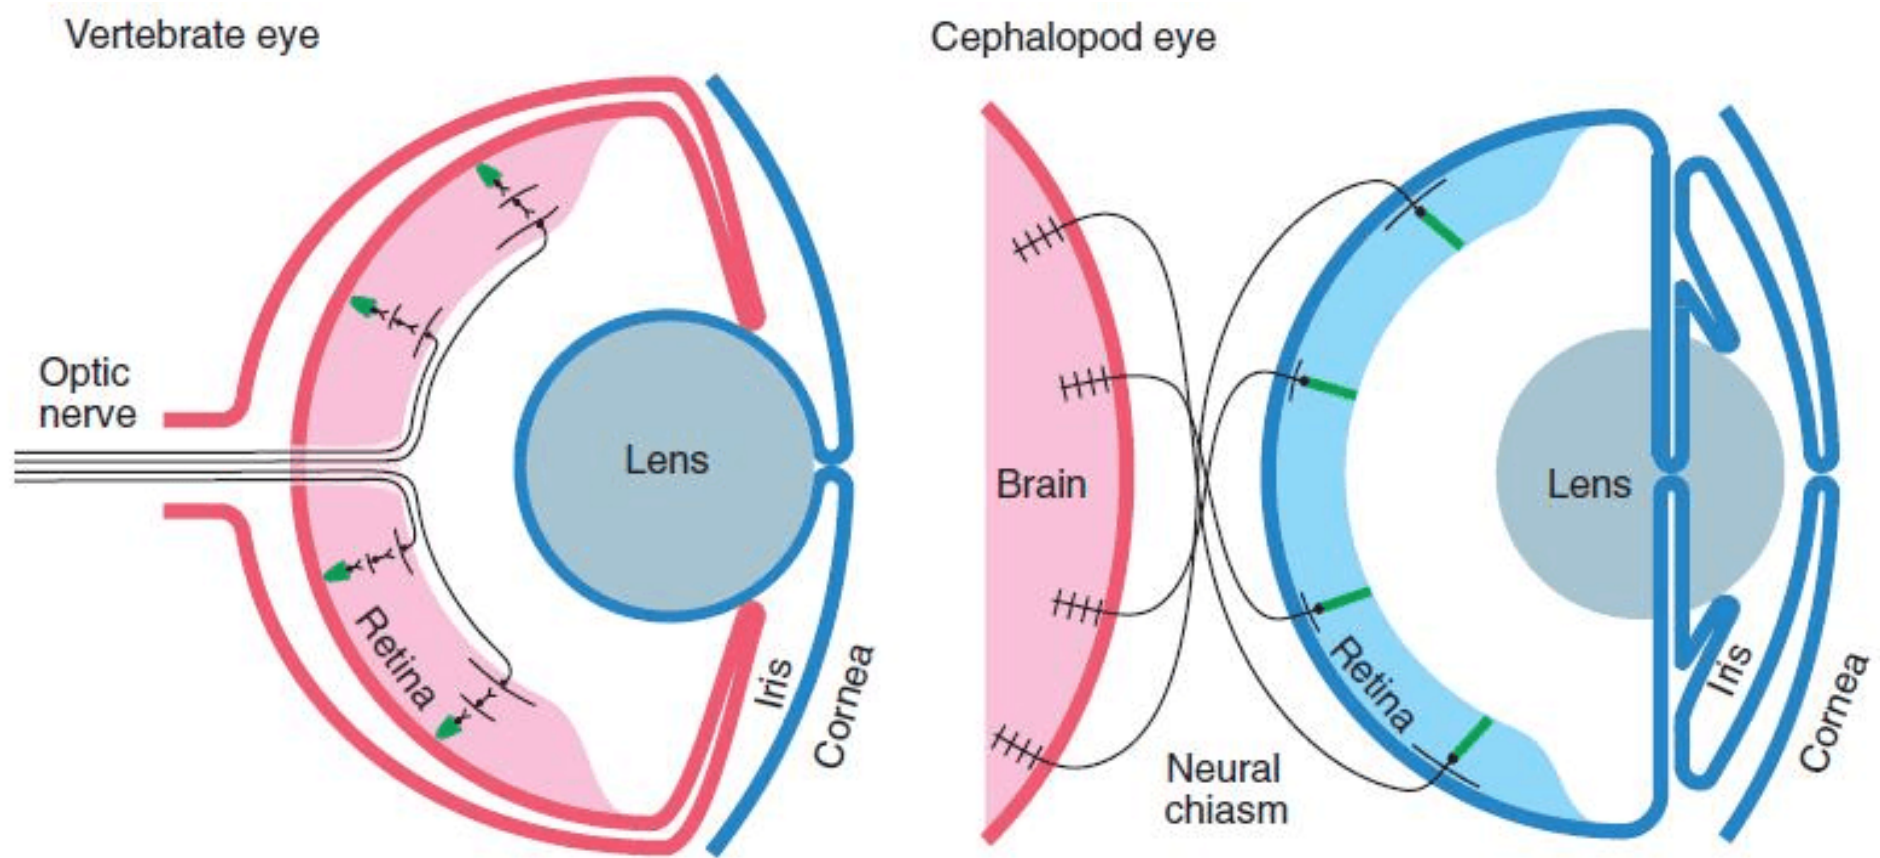 Vertebrate eye
Optic
nerve
Lens
Retina
Iris
Cornea
Cephalopod eye
Brain
Lens
Retina
Iris
Cornea
Neural
chiasm